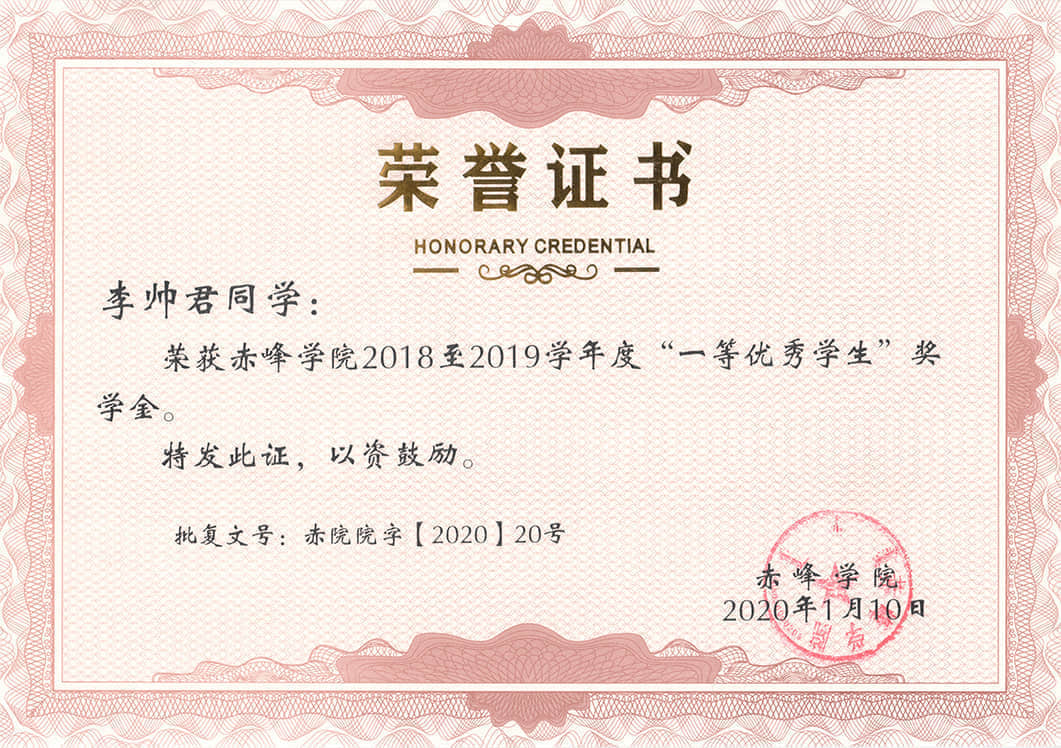 荣誉证书
HONORARY CREDENTIAL
李帅君同学：
荣获赤峰学院2018至2019学年度“一等优秀学生”奖
学金。
特发此证，以资鼓励。
批复文号：赤院院字【2020】20号
赤峰学院
2020年1月10日